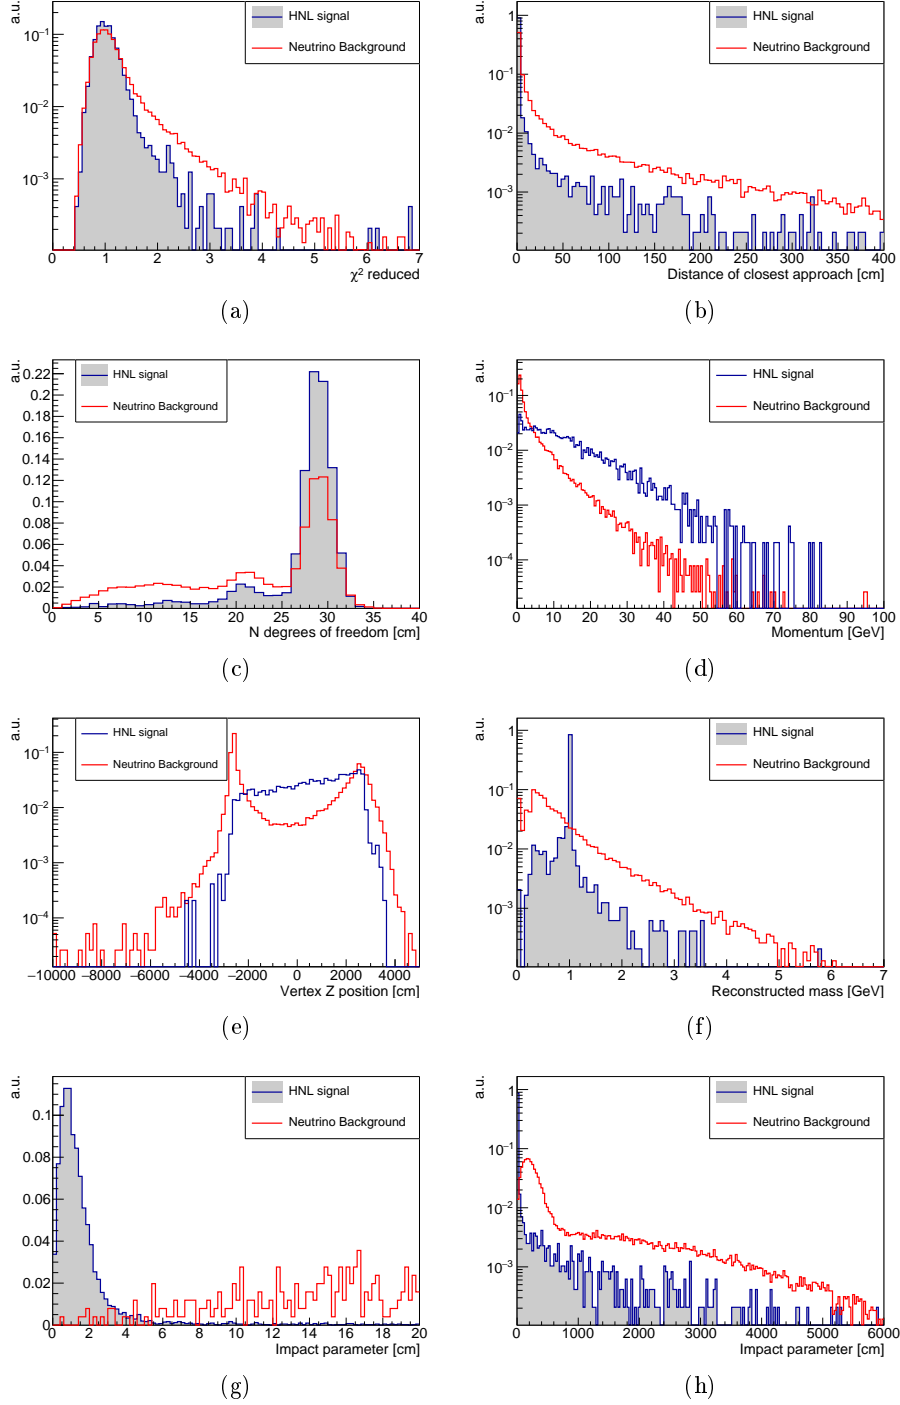 a.u.
HNL signal
Neutrino Background
10⁻¹
10⁻²
10⁻³
0 1 2 3 4 5 6 7
χ² reduced
(a)
a.u.
HNL signal
Neutrino Background
1
10⁻¹
10⁻²
10⁻³
0 50 100 150 200 250 300 350 400
Distance of closest approach [cm]
(b)
a.u.
HNL signal
Neutrino Background
0.22
0.2
0.18
0.16
0.14
0.12
0.1
0.08
0.06
0.04
0.02
0
0 5 10 15 20 25 30 35 40
N degrees of freedom [cm]
(c)
a.u.
HNL signal
Neutrino Background
10⁻¹
10⁻²
10⁻³
10⁻⁴
0 10 20 30 40 50 60 70 80 90 100
Momentum [GeV]
(d)
a.u.
HNL signal
Neutrino Background
10⁻¹
10⁻²
10⁻³
10⁻⁴
−10000 −8000 −6000 −4000 −2000 0 2000 4000
Vertex Z position [cm]
(e)
a.u.
HNL signal
Neutrino Background
1
10⁻¹
10⁻²
10⁻³
0 1 2 3 4 5 6 7
Reconstructed mass [GeV]
(f)
a.u.
HNL signal
Neutrino Background
0.1
0.08
0.06
0.04
0.02
0
0 2 4 6 8 10 12 14 16 18 20
Impact parameter [cm]
(g)
a.u.
HNL signal
Neutrino Background
1
10⁻¹
10⁻²
10⁻³
0 1000 2000 3000 4000 5000 6000
Impact parameter [cm]
(h)